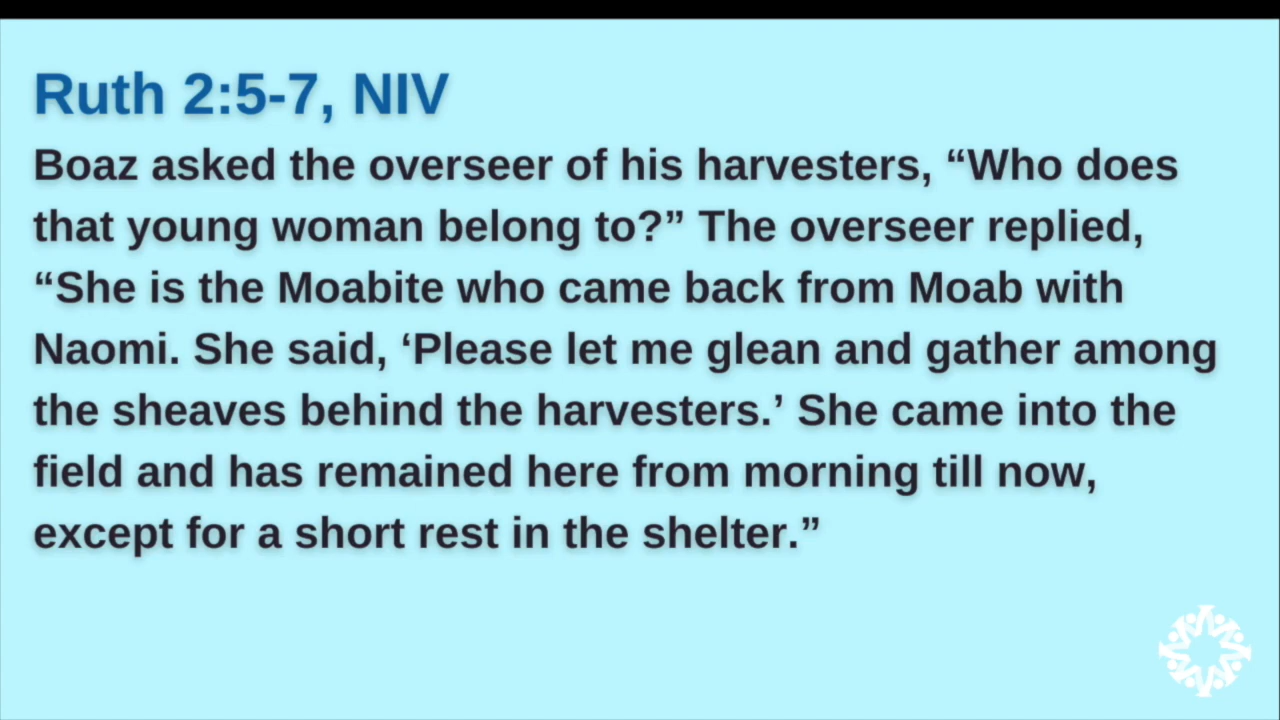 Ruth 2:5-7, NIV
Boaz asked the overseer of his harvesters, “Who does
that young woman belong to?” The overseer replied,
“She is the Moabite who came back from Moab with
Naomi. She said, ‘Please let me glean and gather among
the sheaves behind the harvesters.’ She came into the
field and has remained here from morning till now,
except for a short rest in the shelter.”